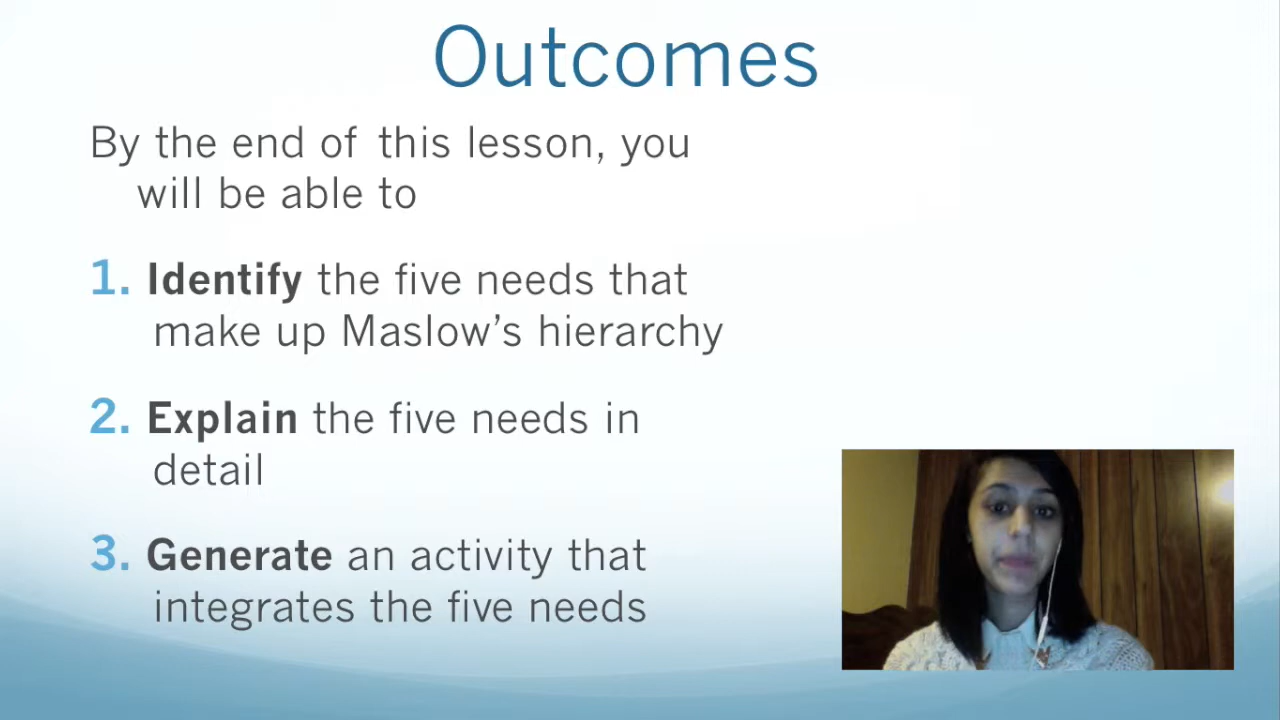 Outcomes
By the end of this lesson, you
will be able to
1. Identify the five needs that
make up Maslow’s hierarchy
2. Explain the five needs in
detail
3. Generate an activity that
integrates the five needs